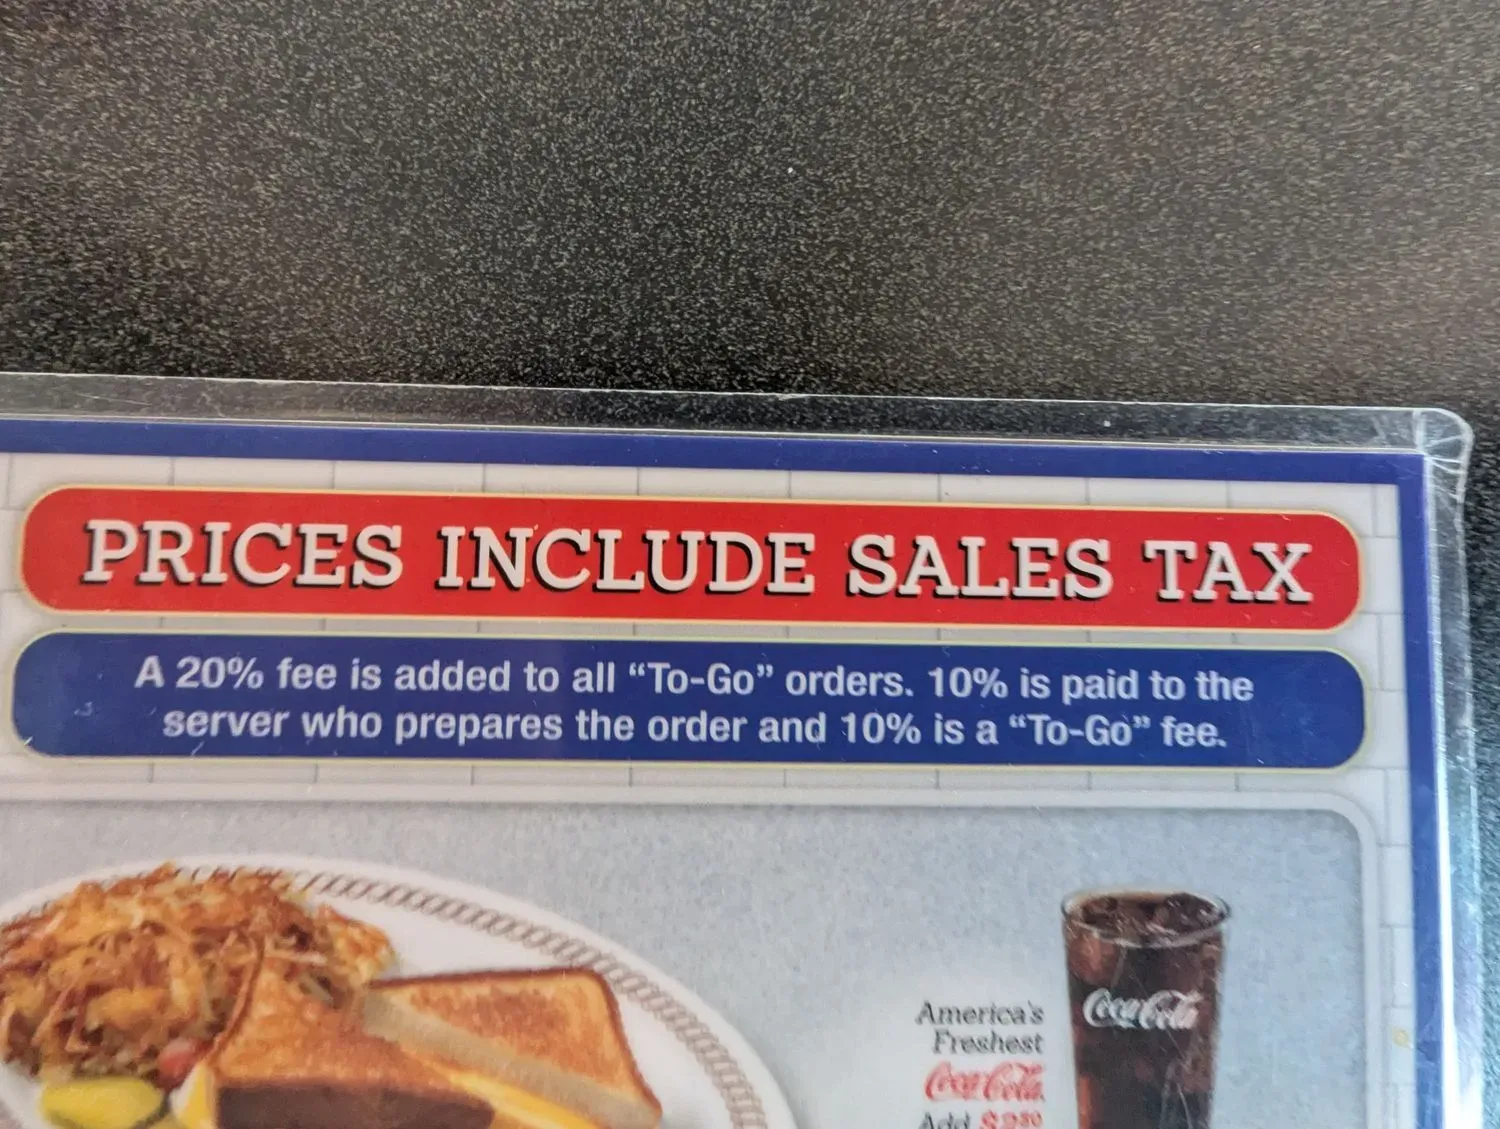 PRICES INCLUDE SALES TAX
A 20% fee is added to all “To-Go” orders. 10% is paid to the
server who prepares the order and 10% is a “To-Go” fee.
Coca-Cola
America's
Freshest
Coca-Cola
Add